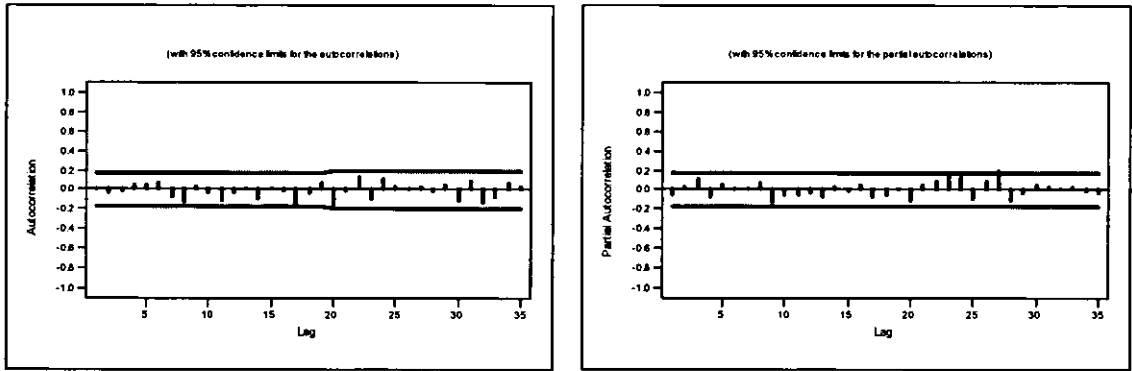 (with 95% confidence limits for the autocorrelations)
1.0
0.8
0.6
0.4
0.2
0.0
-0.2
-0.4
-0.6
-0.8
-1.0
Autocorrelation
5 10 15 20 25 30 35
Lag
(with 95% confidence limits for the partial autocorrelations)
1.0
0.8
0.6
0.4
0.2
0.0
-0.2
-0.4
-0.6
-0.8
-1.0
Partial Autocorrelation
5 10 15 20 25 30 35
Lag